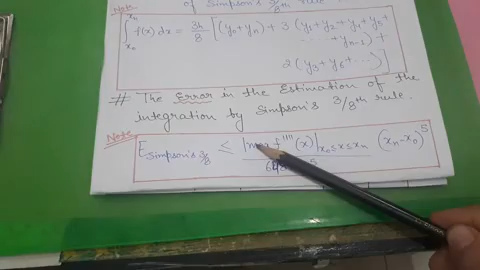 Note
of Simpson's 3/8th rule
∫ f(x) dx = 3h/8 [(y₀+yₙ) + 3 (y₁+y₂+y₄+y₅+
x₀ xₙ
.....+yₙ₋₁) +
2 (y₃+y₆+...)]
# The Error in the Estimation of the
integration by Simpson's 3/8th rule.
Note
E Simpson's 3/8 ≤ |max f''''(x)| x₀≤x≤xₙ (xₙ-x₀)⁵